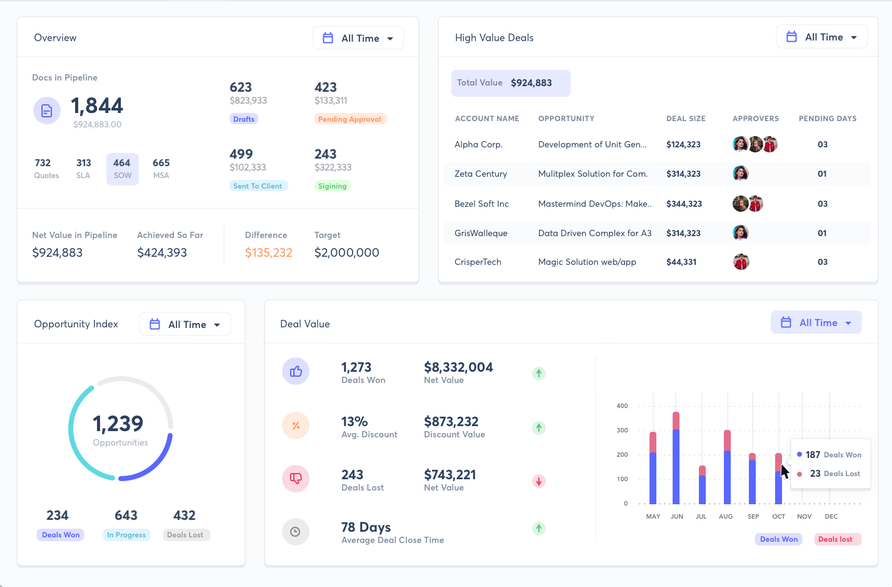 Overview
All Time
Docs in Pipeline
1,844
$924,883.00
623
$823,933
Drafts
423
$133,311
Pending Approval
732
Quotes
313
SLA
464
SOW
665
MSA
499
$102,333
Sent To Client
243
$322,333
Sigining
Net Value in Pipeline
$924,883
Achieved So Far
$424,393
Difference
$135,232
Target
$2,000,000
High Value Deals
All Time
Total Value $924,883
ACCOUNT NAME OPPORTUNITY DEAL SIZE APPROVERS PENDING DAYS
Alpha Corp. Development of Unit Gen... $124,323 03
Zeta Century Mulitplex Solution for Com. $314,323 01
Bezel Soft Inc Mastermind DevOps: Make.. $344,323 03
GrisWalleque Data Driven Complex for A3 $314,323 01
CrisperTech Magic Solution web/app $44,331 03
Opportunity Index
All Time
1,239
Opportunities
234
Deals Won
643
In Progress
432
Deals Lost
Deal Value
All Time
1,273
Deals Won
$8,332,004
Net Value
13%
Avg. Discount
$873,232
Discount Value
243
Deals Lost
$743,221
Net Value
78 Days
Average Deal Close Time
400
300
200
100
0
MAY JUN JUL AUG SEP OCT NOV DEC
187 Deals Won
23 Deals Lost
Deals Won
Deals lost